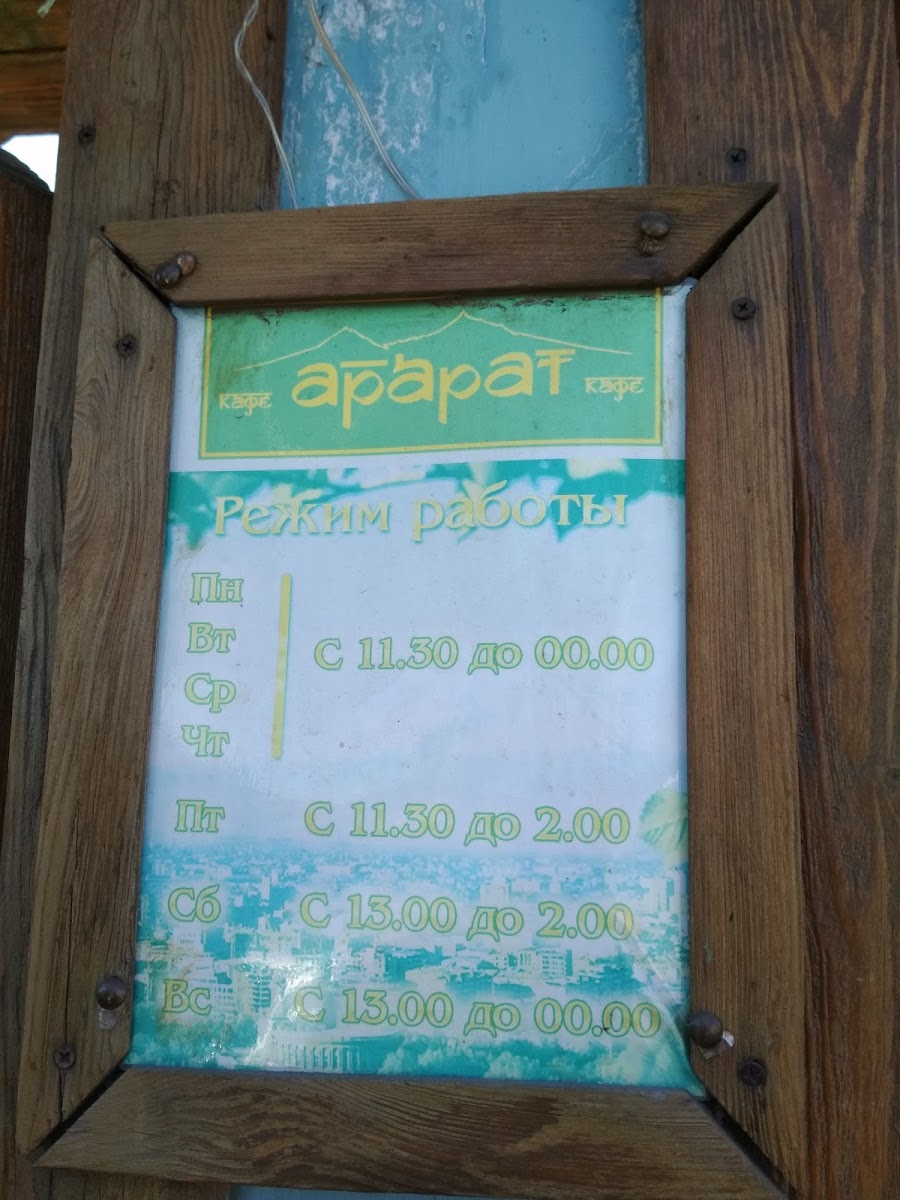 кафе арарат кафе
Режим работы
Пн
Вт
С 11.30 до 00.00
Ср
Чт
Пт С 11.30 до 2.00
Сб С 13.00 до 2.00
Вс С 13.00 до 00.00